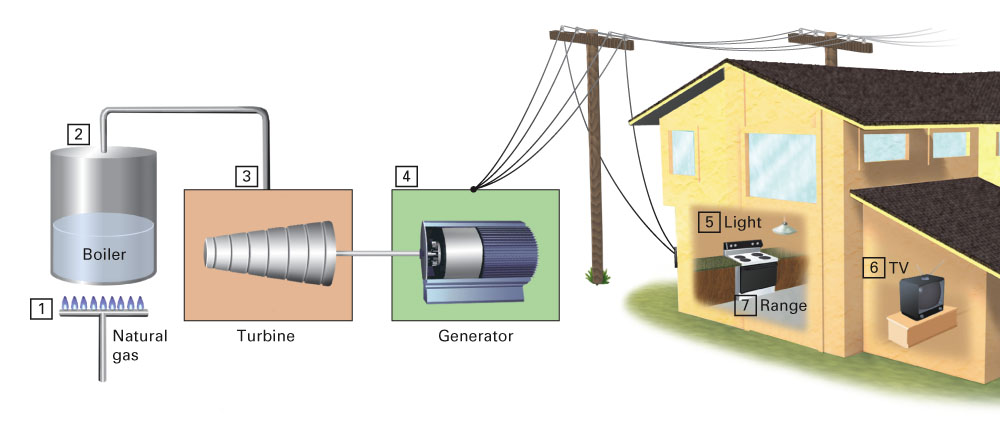 2
3
4
Boiler
1
Natural
gas
Turbine
Generator
5 Light
6 TV
7 Range